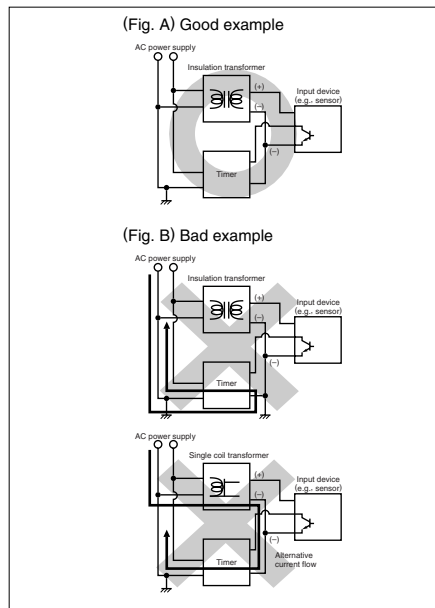 (Fig. A) Good example
AC power supply
Insulation transformer
(+)
Input device
(e.g. sensor)
(−)
(−)
Timer
(Fig. B) Bad example
AC power supply
Insulation transformer
(+)
Input device
(e.g. sensor)
(−)
(−)
Timer
AC power supply
Single coil transformer
(+)
Input device
(e.g. sensor)
(−)
(−)
Alternative
current flow
Timer